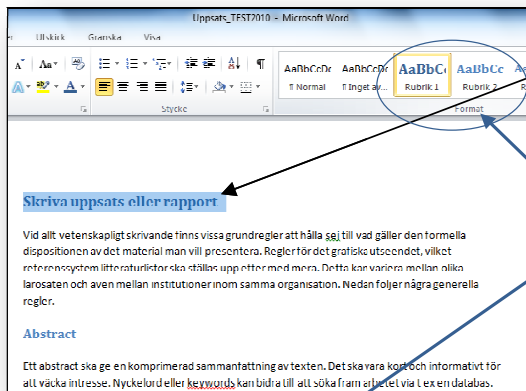 Uppsats_TEST2010 - Microsoft Word
Utskick Granska Visa
AaBbCcDc AaBbCcDc AaBbCc AaBbCc
¶ Normal ¶ Inget av... Rubrik 1 Rubrik 2
Stycke Format
Skriva uppsats eller rapport
Vid allt vetenskapligt skrivande finns vissa grundregler att hålla sej till vad gäller den formella
dispositionen av det material man vill presentera. Regler för det grafiska utseendet, vilket
referenssystem litteraturlistor ska ställas upp efter med mera. Detta kan variera mellan olika
lärosäten och även mellan institutioner inom samma organisation. Nedan följer några generella
regler.
Abstract
Ett abstract ska ge en komprimerad sammanfattning av texten. Det ska vara kort och informativt för
att väcka intresse. Nyckelord eller keywords kan bidra till att söka fram arbetet via t ex en databas.